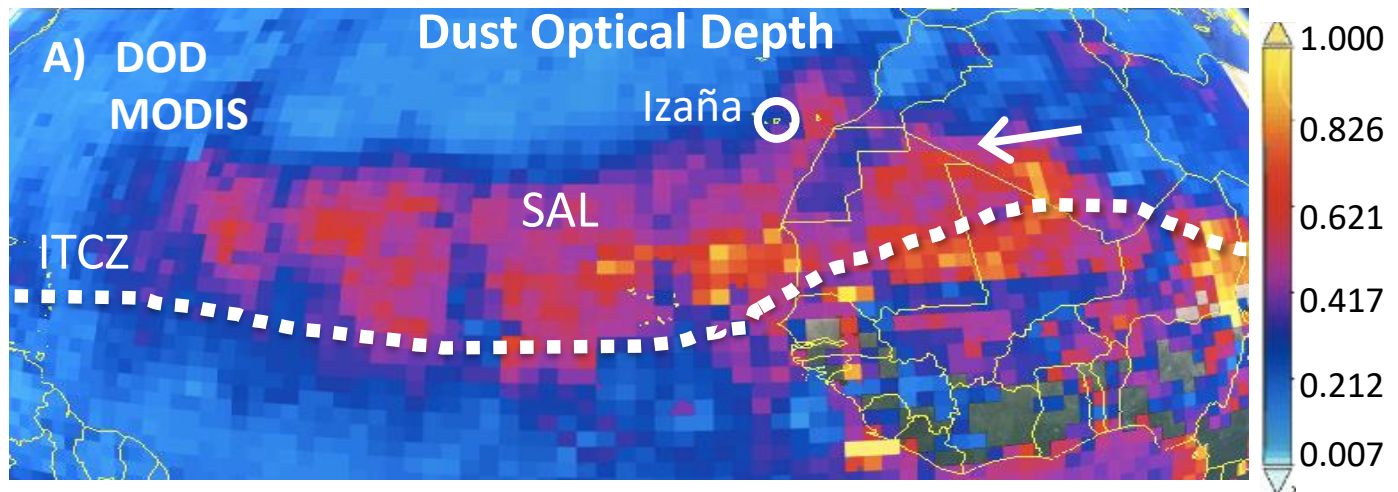 Dust Optical Depth
A) DOD
MODIS
Izaña
SAL
ITCZ
1.000
0.826
0.621
0.417
0.212
0.007